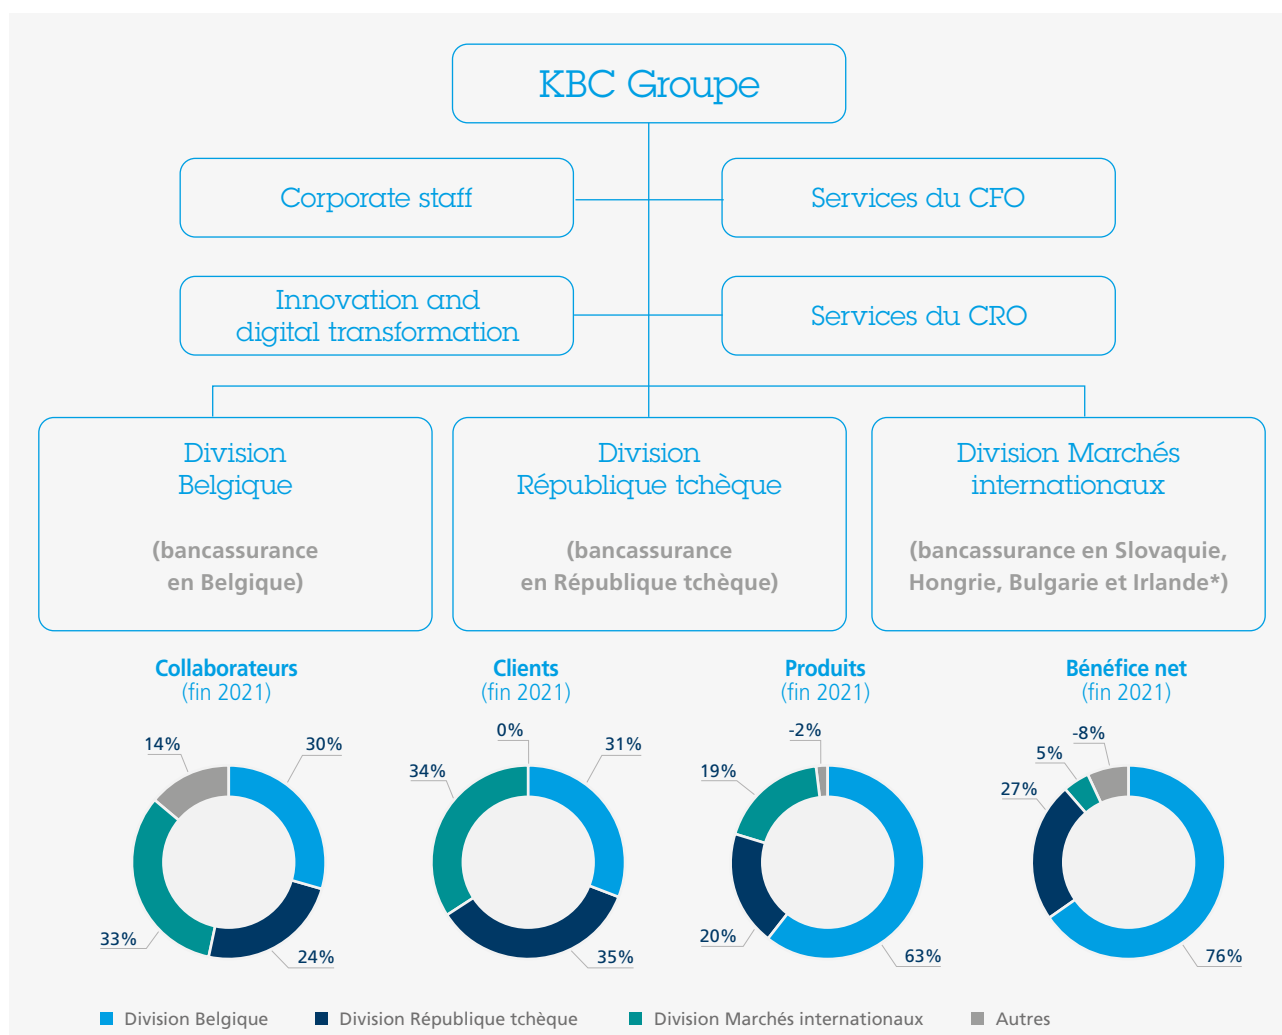 KBC Groupe
Corporate staff
Services du CFO
Innovation and
digital transformation
Services du CRO
Division
Belgique
(bancassurance
en Belgique)
Division
République tchèque
(bancassurance
en République tchèque)
Division Marchés
internationaux
(bancassurance en Slovaquie,
Hongrie, Bulgarie et Irlande*)
Collaborateurs
(fin 2021)
14%
30%
33%
24%
Clients
(fin 2021)
0%
31%
34%
35%
Produits
(fin 2021)
-2%
19%
20%
63%
Bénéfice net
(fin 2021)
-8%
5%
27%
76%
Division Belgique
Division République tchèque
Division Marchés internationaux
Autres